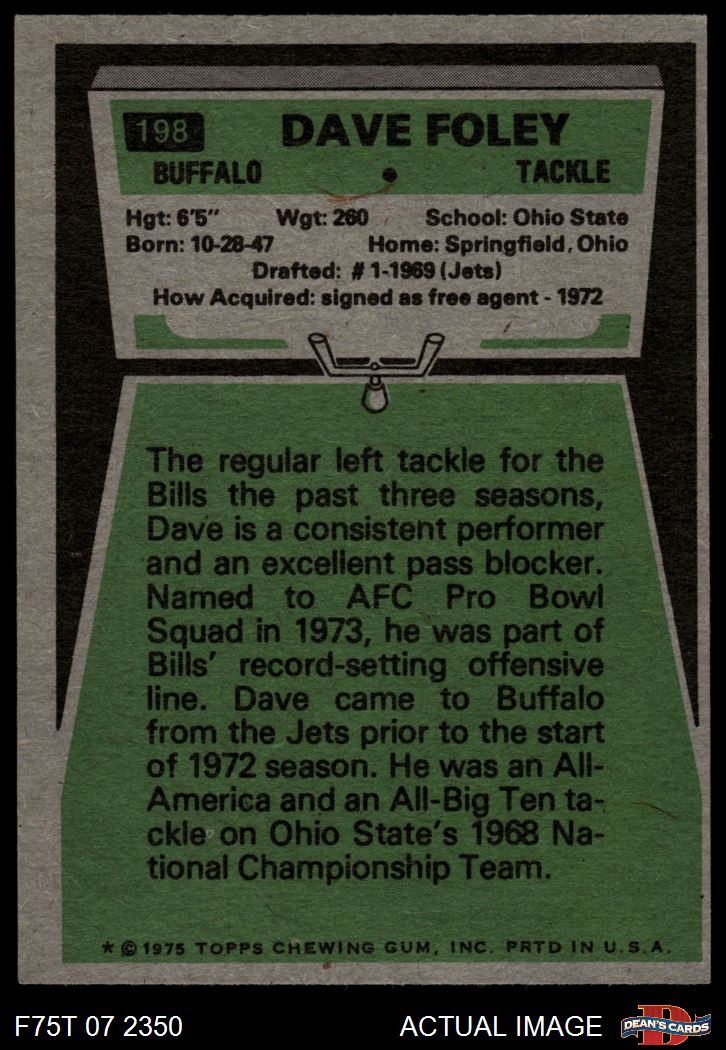 198 DAVE FOLEY
BUFFALO • TACKLE
Hgt: 6'5" Wgt: 260 School: Ohio State
Born: 10-28-47 Home: Springfield, Ohio
Drafted: #1-1969 (Jets)
How Acquired: signed as free agent - 1972
The regular left tackle for the
Bills the past three seasons,
Dave is a consistent performer
and an excellent pass blocker.
Named to AFC Pro Bowl
Squad in 1973, he was part of
Bills' record-setting offensive
line. Dave came to Buffalo
from the Jets prior to the start
of 1972 season. He was an All-
America and an All-Big Ten ta-
ckle on Ohio State's 1968 Na-
tional Championship Team.
* © 1975 TOPPS CHEWING GUM, INC. PRTD IN U.S.A.
F75T 07 2350 ACTUAL IMAGE D DEAN'S CARDS